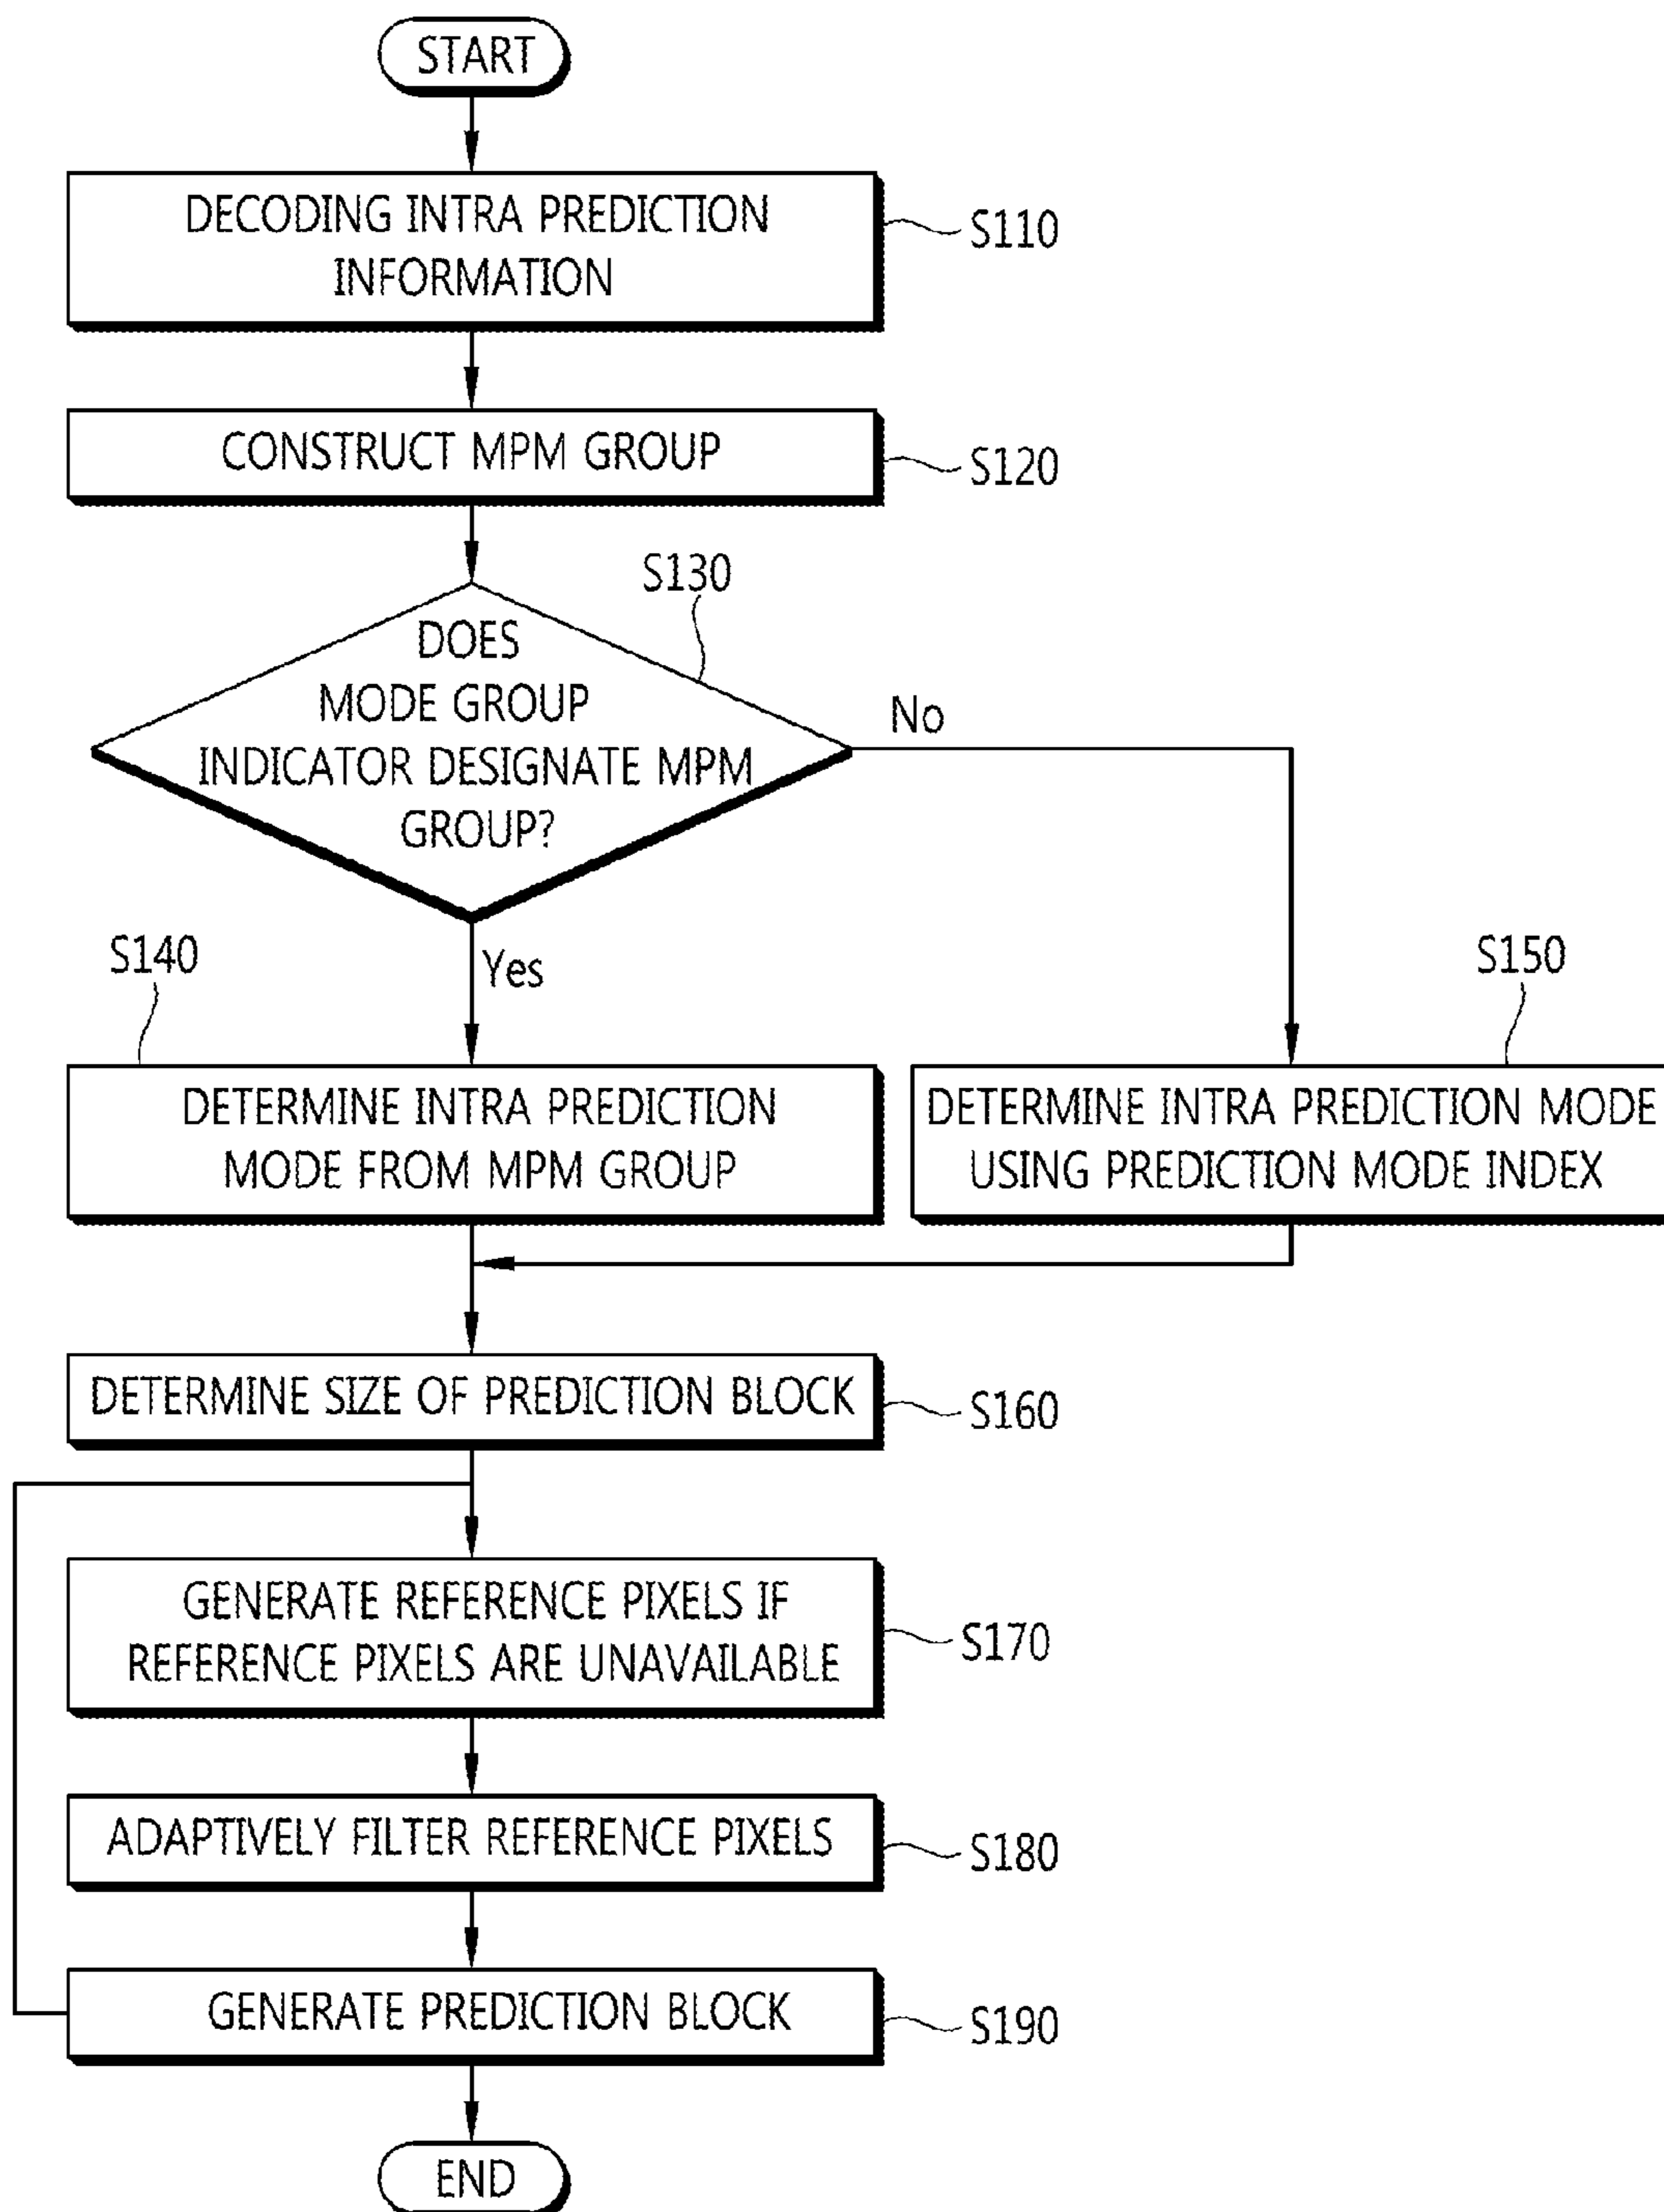 START
DECODING INTRA PREDICTION
INFORMATION
S110
CONSTRUCT MPM GROUP
S120
S130
DOES
MODE GROUP
INDICATOR DESIGNATE MPM
GROUP?
No
Yes
S140
S150
DETERMINE INTRA PREDICTION
MODE FROM MPM GROUP
DETERMINE INTRA PREDICTION MODE
USING PREDICTION MODE INDEX
DETERMINE SIZE OF PREDICTION BLOCK
S160
GENERATE REFERENCE PIXELS IF
REFERENCE PIXELS ARE UNAVAILABLE
S170
ADAPTIVELY FILTER REFERENCE PIXELS
S180
GENERATE PREDICTION BLOCK
S190
END